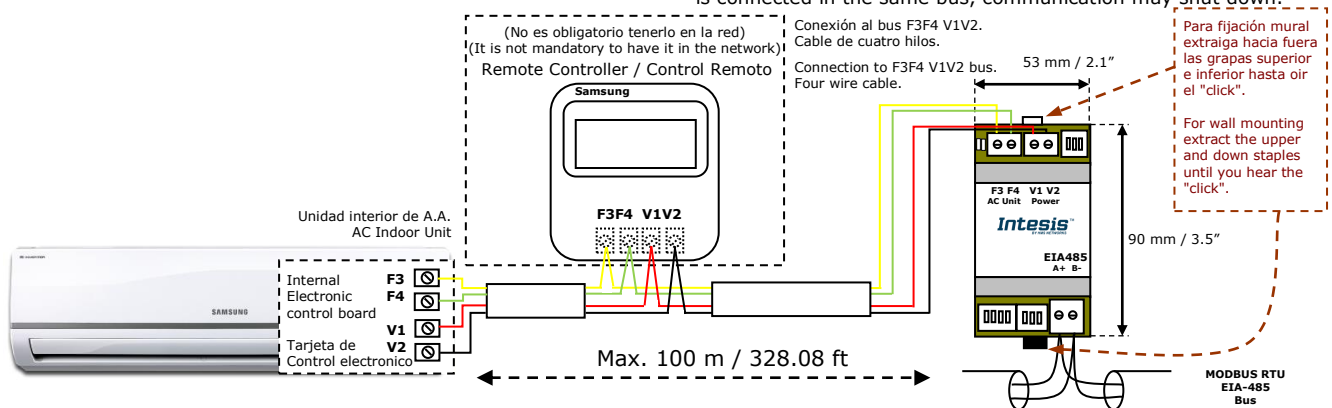 is connected in the same bus, communication may shut down.
(No es obligatorio tenerlo en la red)
(It is not mandatory to have it in the network)
Remote Controller / Control Remoto
Samsung
F3F4 V1V2
Conexión al bus F3F4 V1V2.
Cable de cuatro hilos.
Connection to F3F4 V1V2 bus.
Four wire cable.
53 mm / 2.1”
Para fijación mural
extraiga hacia fuera
las grapas superior
e inferior hasta oir
el "click".
For wall mounting
extract the upper
and down staples
until you hear the
"click".
F3 F4 V1 V2
AC Unit Power
Intesis™
BY HMS NETWORKS
EIA485
A+ B-
90 mm / 3.5”
Unidad interior de A.A.
AC Indoor Unit
SAMSUNG
Internal
Electronic
control board
Tarjeta de
Control electronico
F3
F4
V1
V2
Max. 100 m / 328.08 ft
MODBUS RTU
EIA-485
Bus